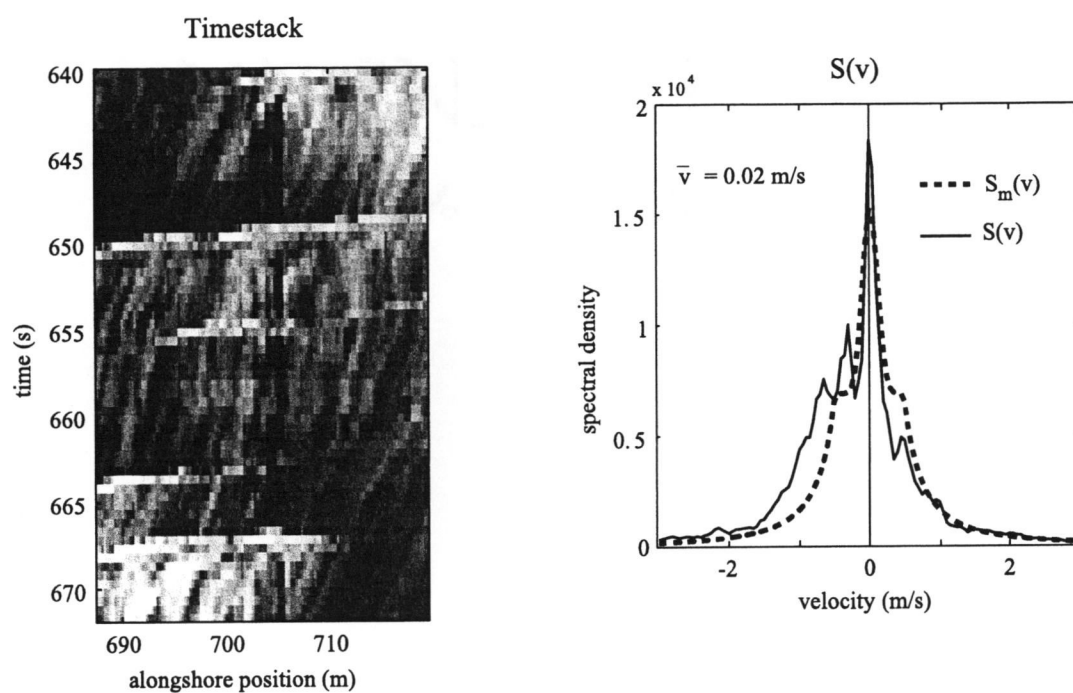 Timestack
640
645
650
655
660
665
670
time (s)
690 700 710
alongshore position (m)
S(v)
x 10⁴
2
1.5
1
0.5
0
spectral density
v̅ = 0.02 m/s
Sₘ(v)
S(v)
-2 0 2
velocity (m/s)